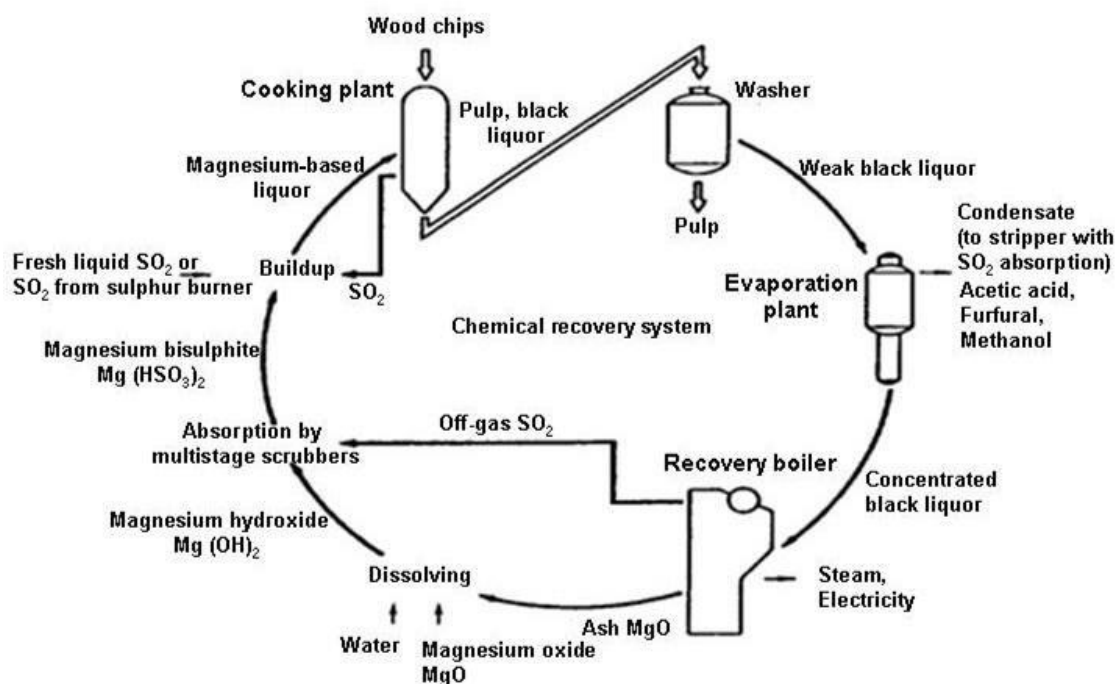 Wood chips
Cooking plant
Pulp, black
liquor
Washer
Magnesium-based
liquor
Weak black liquor
Pulp
Condensate
(to stripper with
SO₂ absorption)
Acetic acid,
Furfural,
Methanol
Fresh liquid SO₂ or
SO₂ from sulphur burner
Buildup
SO₂
Evaporation
plant
Chemical recovery system
Magnesium bisulphite
Mg (HSO₃)₂
Off-gas SO₂
Absorption by
multistage scrubbers
Recovery boiler
Concentrated
black liquor
Magnesium hydroxide
Mg (OH)₂
Dissolving
Steam,
Electricity
Ash MgO
Water
Magnesium oxide
MgO